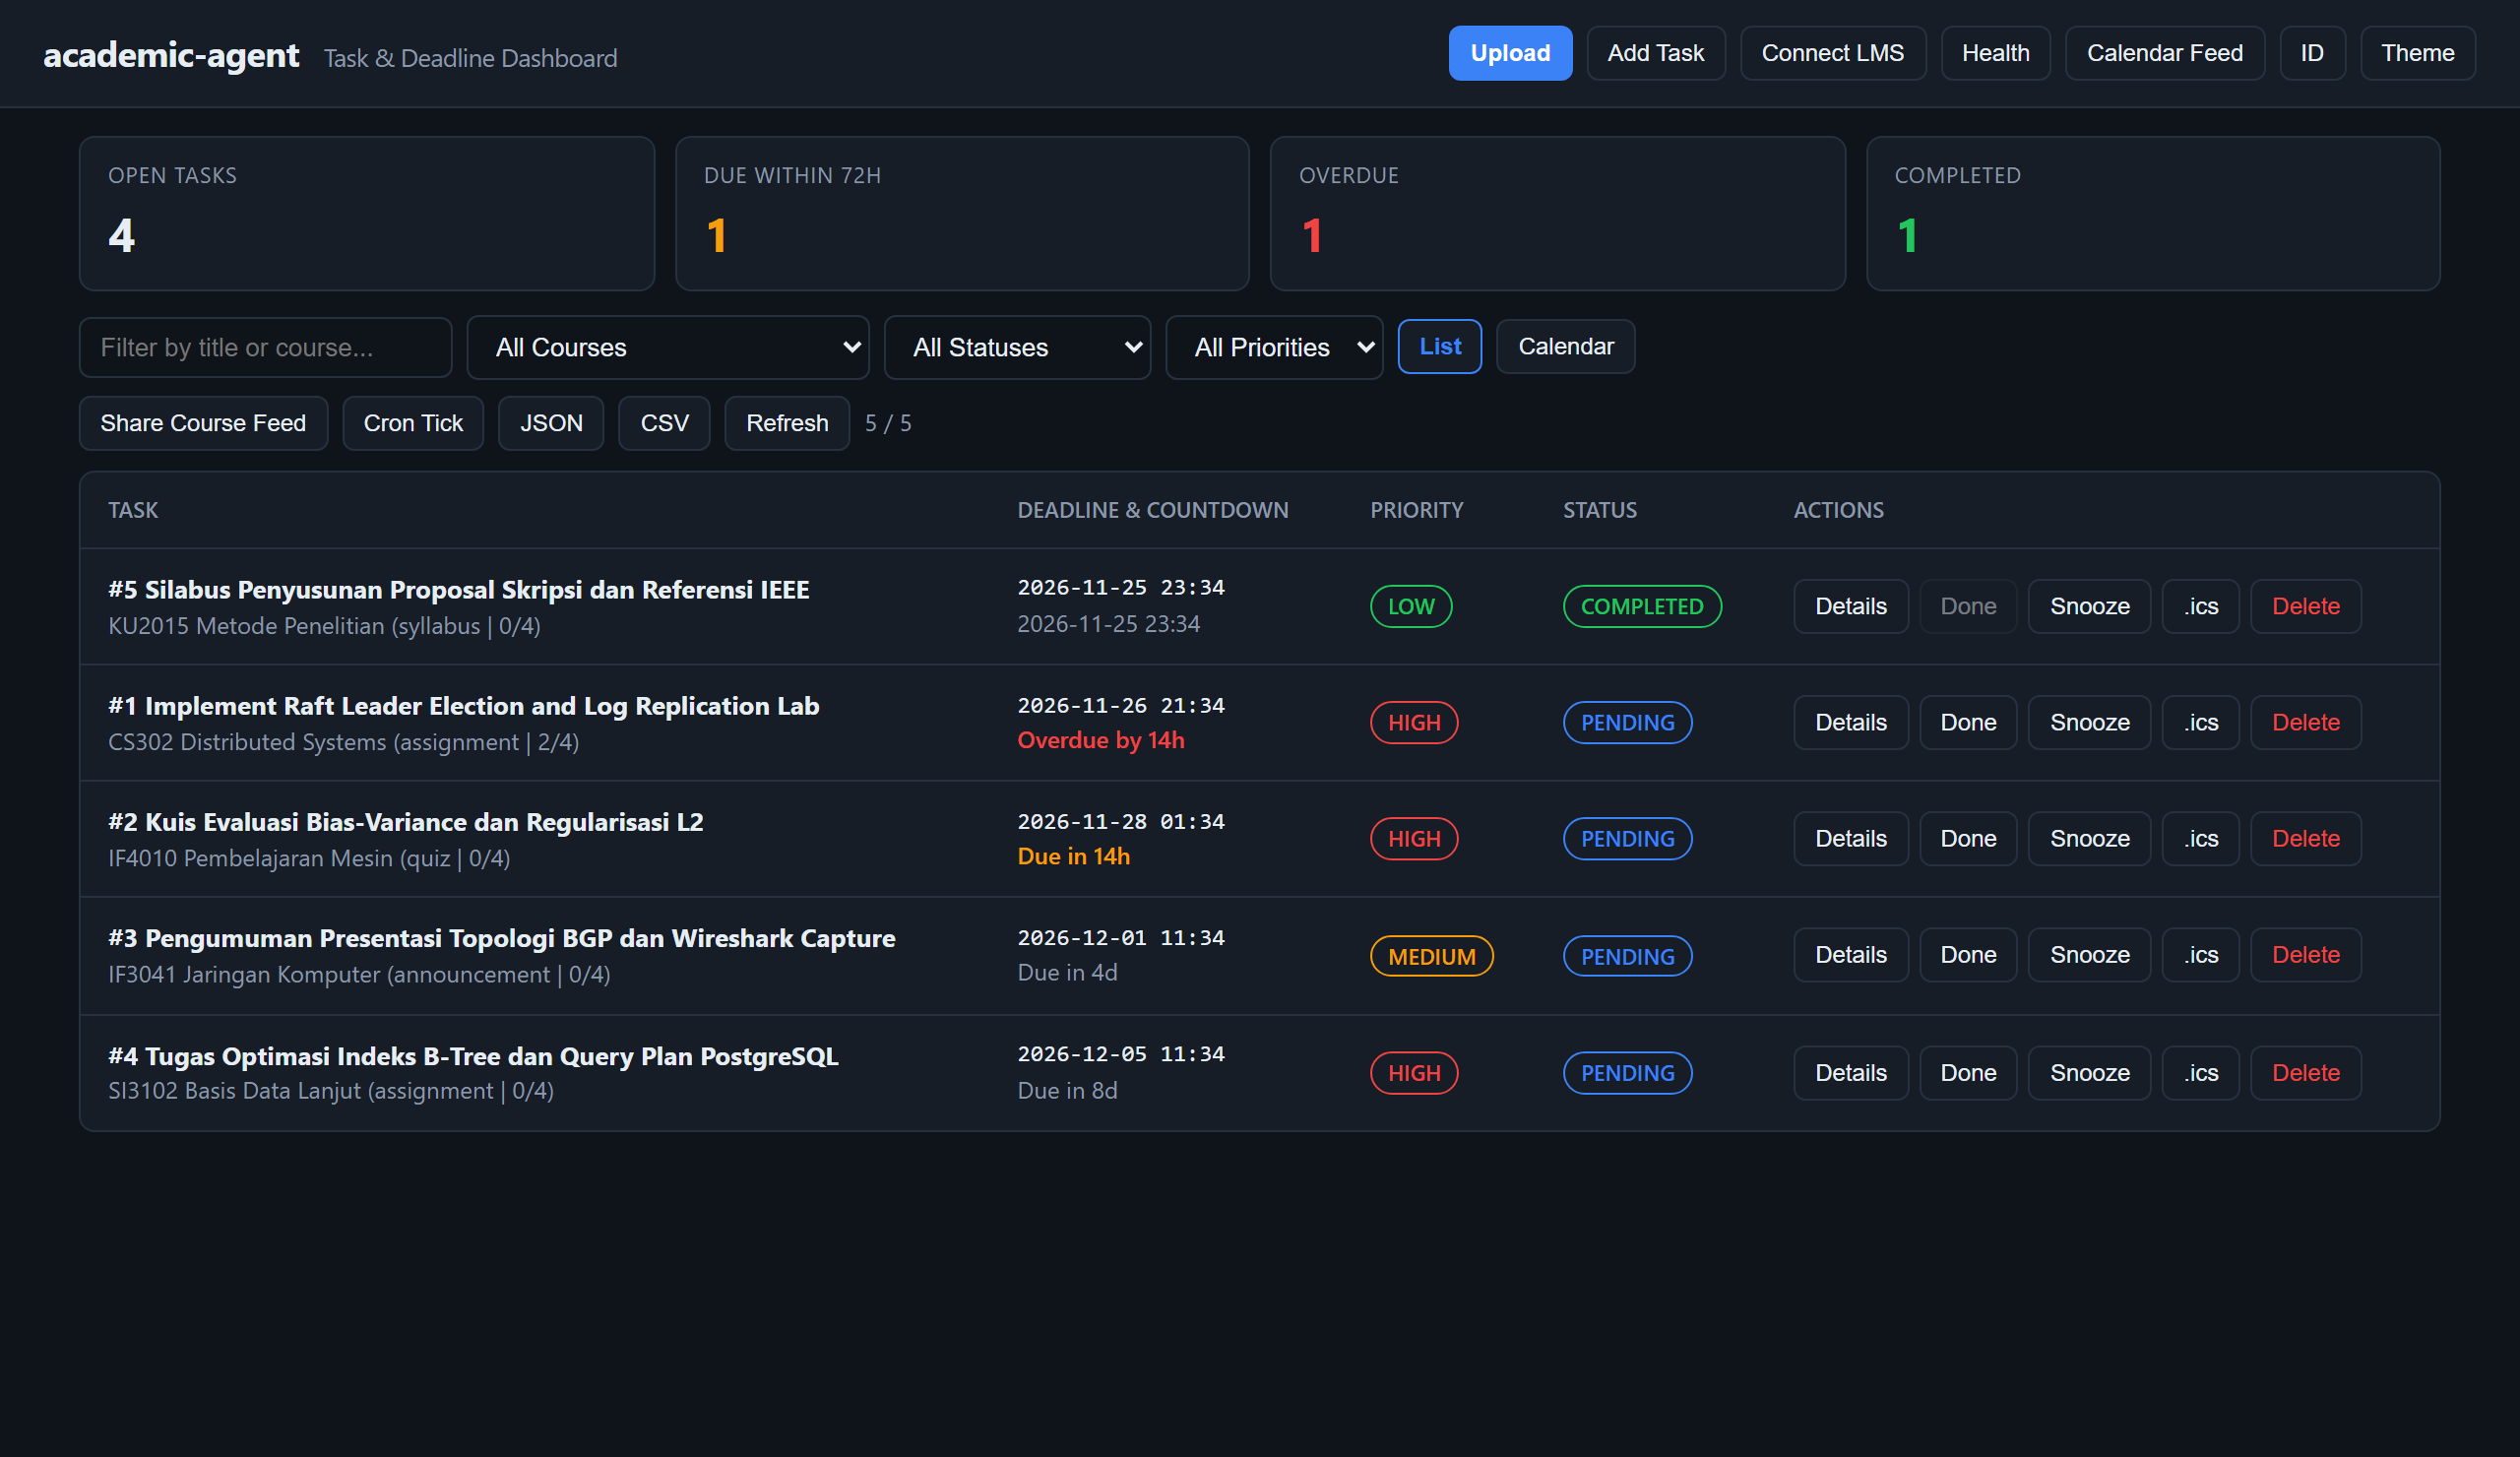 academic-agent Task & Deadline Dashboard Upload Add Task Connect LMS Health Calendar Feed ID Theme
OPEN TASKS DUE WITHIN 72H OVERDUE COMPLETED
4 1 1 1
Filter by title or course... All Courses All Statuses All Priorities List Calendar
Share Course Feed Cron Tick JSON CSV Refresh 5 / 5
TASK DEADLINE & COUNTDOWN PRIORITY STATUS ACTIONS
#5 Silabus Penyusunan Proposal Skripsi dan Referensi IEEE 2026-11-25 23:34
LOW COMPLETED Details Done Snooze .ics Delete
KU2015 Metode Penelitian (syllabus | 0/4) 2026-11-25 23:34
#1 Implement Raft Leader Election and Log Replication Lab 2026-11-26 21:34
HIGH PENDING Details Done Snooze .ics Delete
CS302 Distributed Systems (assignment | 2/4) Overdue by 14h
#2 Kuis Evaluasi Bias-Variance dan Regularisasi L2 2026-11-28 01:34
HIGH PENDING Details Done Snooze .ics Delete
IF4010 Pembelajaran Mesin (quiz | 0/4) Due in 14h
#3 Pengumuman Presentasi Topologi BGP dan Wireshark Capture 2026-12-01 11:34
MEDIUM PENDING Details Done Snooze .ics Delete
IF3041 Jaringan Komputer (announcement | 0/4) Due in 4d
#4 Tugas Optimasi Indeks B-Tree dan Query Plan PostgreSQL 2026-12-05 11:34
HIGH PENDING Details Done Snooze .ics Delete
SI3102 Basis Data Lanjut (assignment | 0/4) Due in 8d